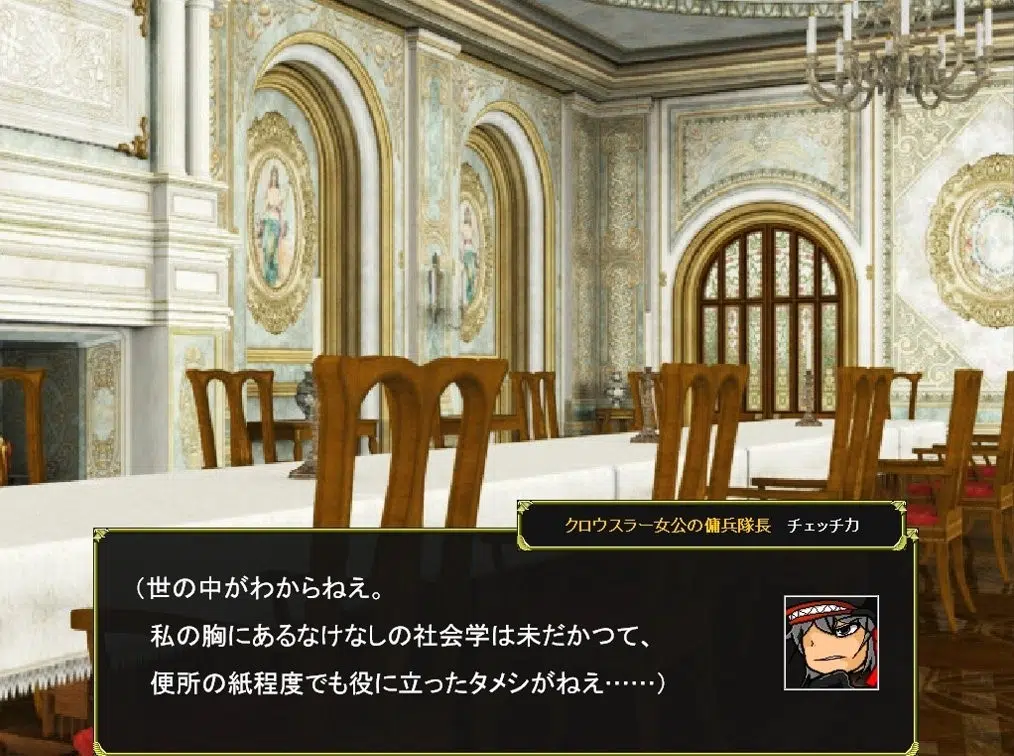 クロウスラー女公の傭兵隊長 チェッチカ
（世の中がわからねえ。
私の胸にあるなけなしの社会学は未だかつて、
便所の紙程度でも役に立ったタメシがねえ……）